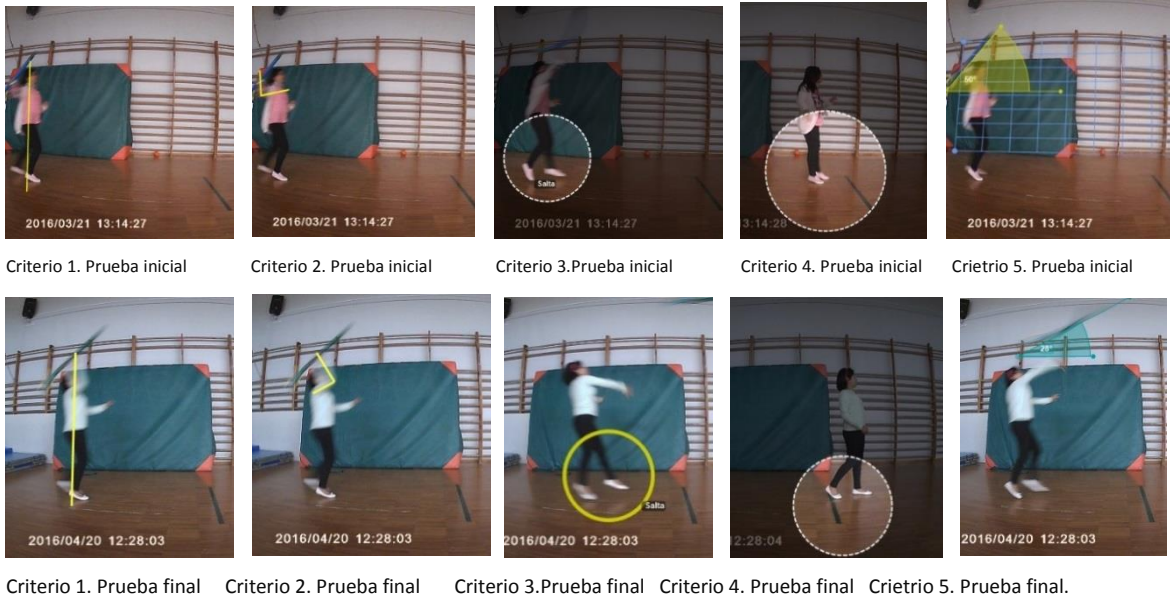 50°
Salta
2016/03/21 13:14:27
2016/03/21 13:14:27
2016/03/21 13:14:27
13:14:28
2016/03/21 13:14:27
Criterio 1. Prueba inicial
Criterio 2. Prueba inicial
Criterio 3.Prueba inicial
Criterio 4. Prueba inicial
Crietrio 5. Prueba inicial
Salta
2016/04/20 12:28:03
2016/04/20 12:28:03
2016/04/20 12:28:03
12:28:04
2016/04/20 12:28:03
Criterio 1. Prueba final
Criterio 2. Prueba final
Criterio 3.Prueba final
Criterio 4. Prueba final
Crietrio 5. Prueba final.